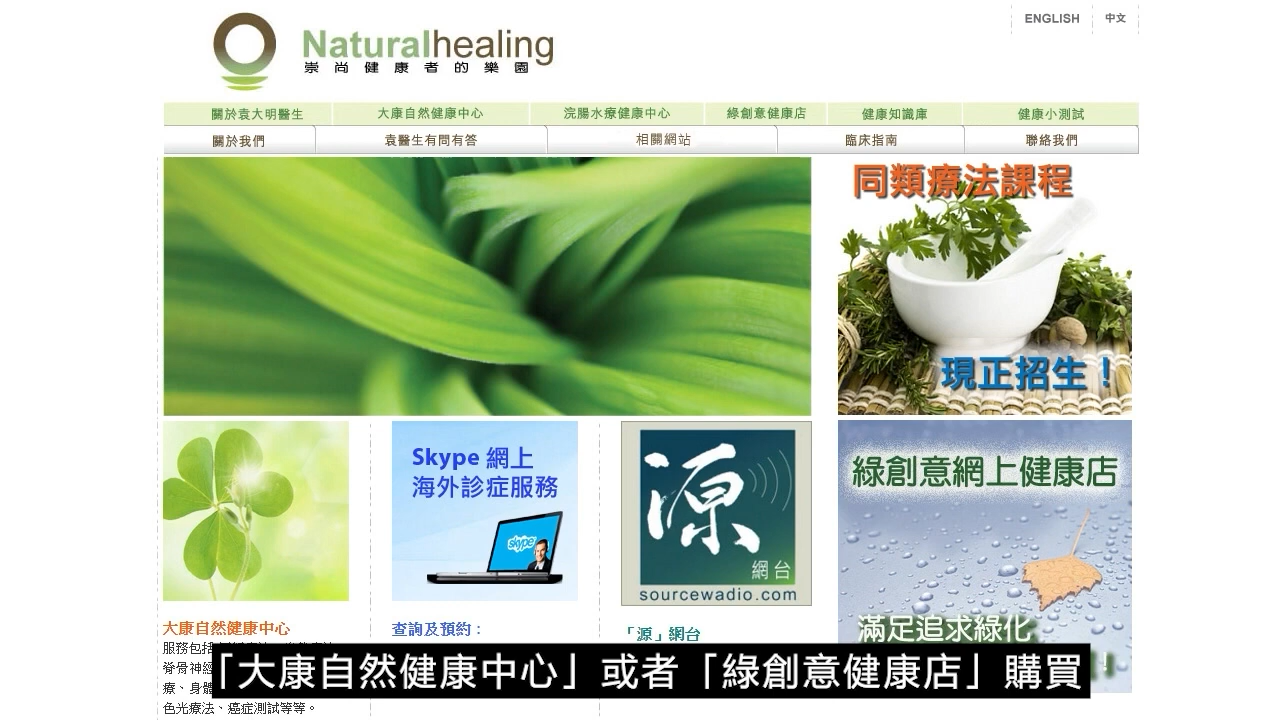 ENGLISH
中文
Naturalhealing
崇尚健康者的樂園
關於袁大明醫生
大康自然健康中心
浣腸水療健康中心
綠創意健康店
健康知識庫
健康小測試
關於我們
袁醫生有問有答
相關網站
臨床指南
聯絡我們
同類療法課程
現正招生！
Skype 網上
海外診症服務
skype
源
網台
sourcewadio.com
綠創意網上健康店
滿足追求綠化
大康自然健康中心
服務包括
脊骨神經
療、身體
色光療法、癌症測試等等。
查詢及預約：
「源」網台
「大康自然健康中心」或者「綠創意健康店」購買